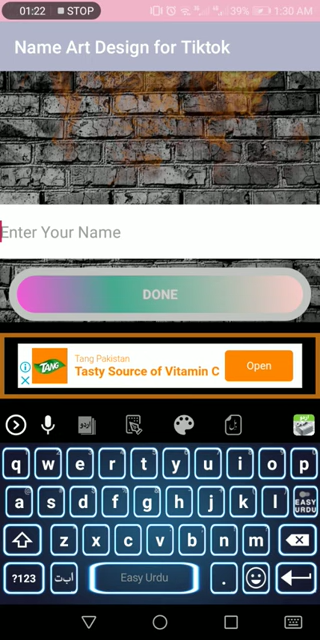 01:22 STOP 39% 1:30 AM
Name Art Design for Tiktok
Enter Your Name
DONE
TANG
Tang Pakistan
Tasty Source of Vitamin C
Open
اردو
q w e r t y u i o p
a s d f g h j k l
EASY URDU
z x c v b n m
?123 ا ب ت Easy Urdu .